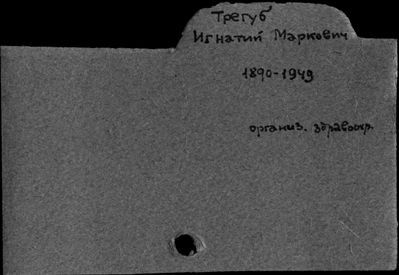 Трегуб
Игнатий Маркович
1890-1949
организ. здравоохр.